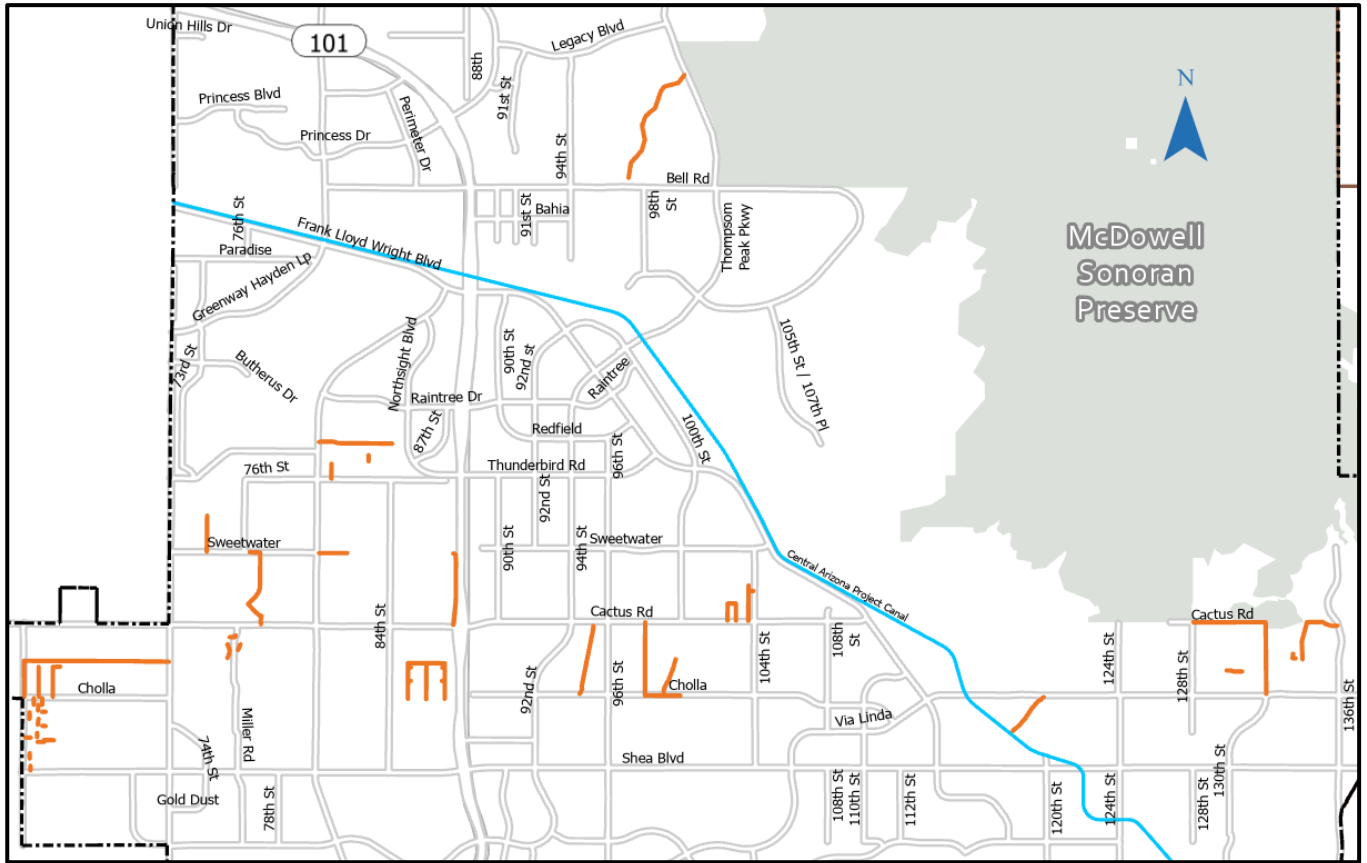 Union Hills Dr
101
88th
Legacy Blvd
N
91st St
Princess Blvd
Perimeter Dr
Princess Dr
94th St
Bell Rd
98th
St
76th St
91st St
Bahia
Thompsom
Peak Pkwy
McDowell
Sonoran
Preserve
Frank Lloyd Wright Blvd
Paradise
Greenway Hayden Lp
73rd St
Butherus Dr
Northsight Blvd
90th St
92nd st
Raintree
105th St / 107th Pl
Raintree Dr
87th St
Redfield
96th St
100th St
76th St
Thunderbird Rd
92nd St
Sweetwater
90th St
94th St
Sweetwater
Central Arizona Project Canal
84th St
Cactus Rd
104th St
108th
St
124th St
Cactus Rd
128th St
136th St
Cholla
92nd St
96th St
Cholla
Miller Rd
74th St
Via Linda
Shea Blvd
130th St
Gold Dust
78th St
108th St
110th St
112th St
120th St
124th St
128th St